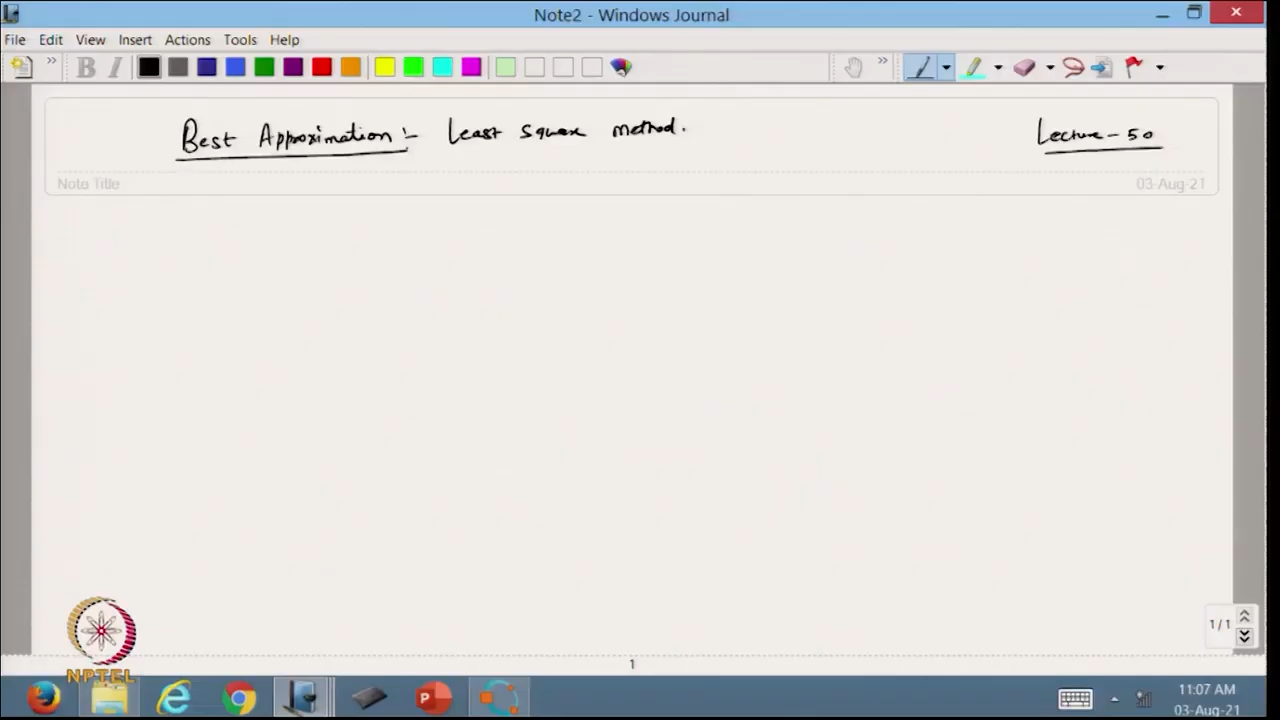 Note2 - Windows Journal
File Edit View Insert Actions Tools Help
B I
Best Approximation :- Least square method.
Lecture - 50
Note Title
03-Aug-21
1 / 1
1
NPTEL
11:07 AM
03-Aug-21